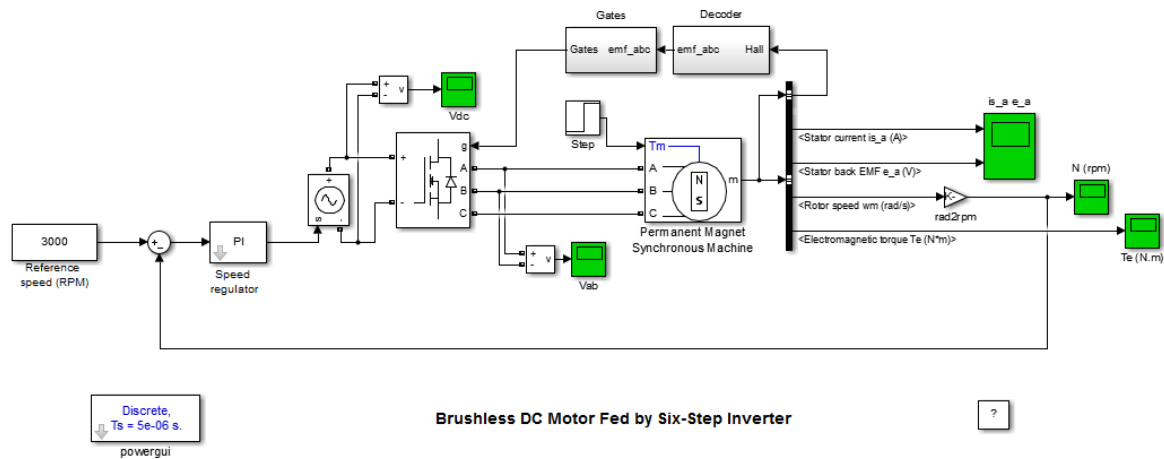 Gates
Decoder
Gates emf_abc
emf_abc Hall
+
-
v
Vdc
Step
is_a e_a
<Stator current is_a (A)>
<Stator back EMF e_a (V)>
N (rpm)
<Rotor speed wm (rad/s)>
K-
rad2rpm
<Electromagnetic torque Te (N*m)>
Te (N.m)
g
+
-
A
B
C
Tm
A
B
C
N
S
m
Permanent Magnet
Synchronous Machine
+
s
-
3000
Reference
speed (RPM)
+
-
PI
Speed
regulator
+
-
v
Vab
Discrete,
Ts = 5e-06 s.
powergui
Brushless DC Motor Fed by Six-Step Inverter
?